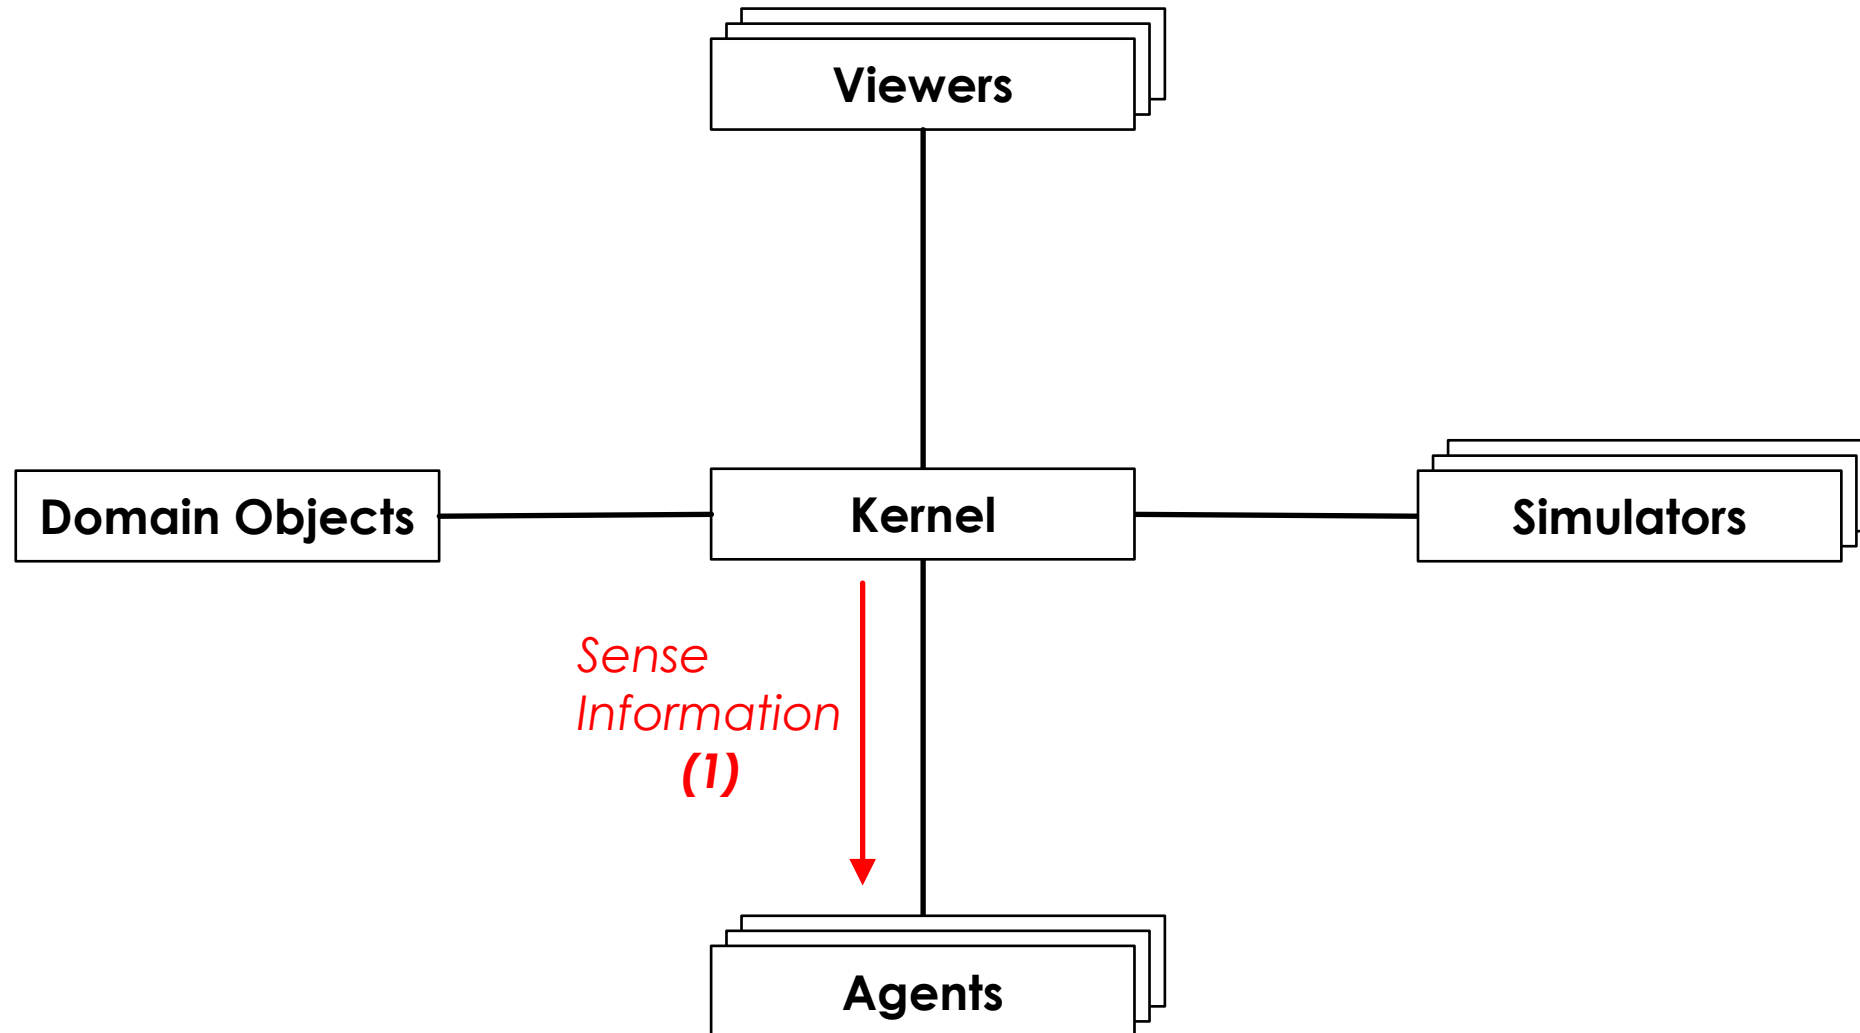 Viewers
Domain Objects
Kernel
Simulators
Sense
Information
(1)
Agents